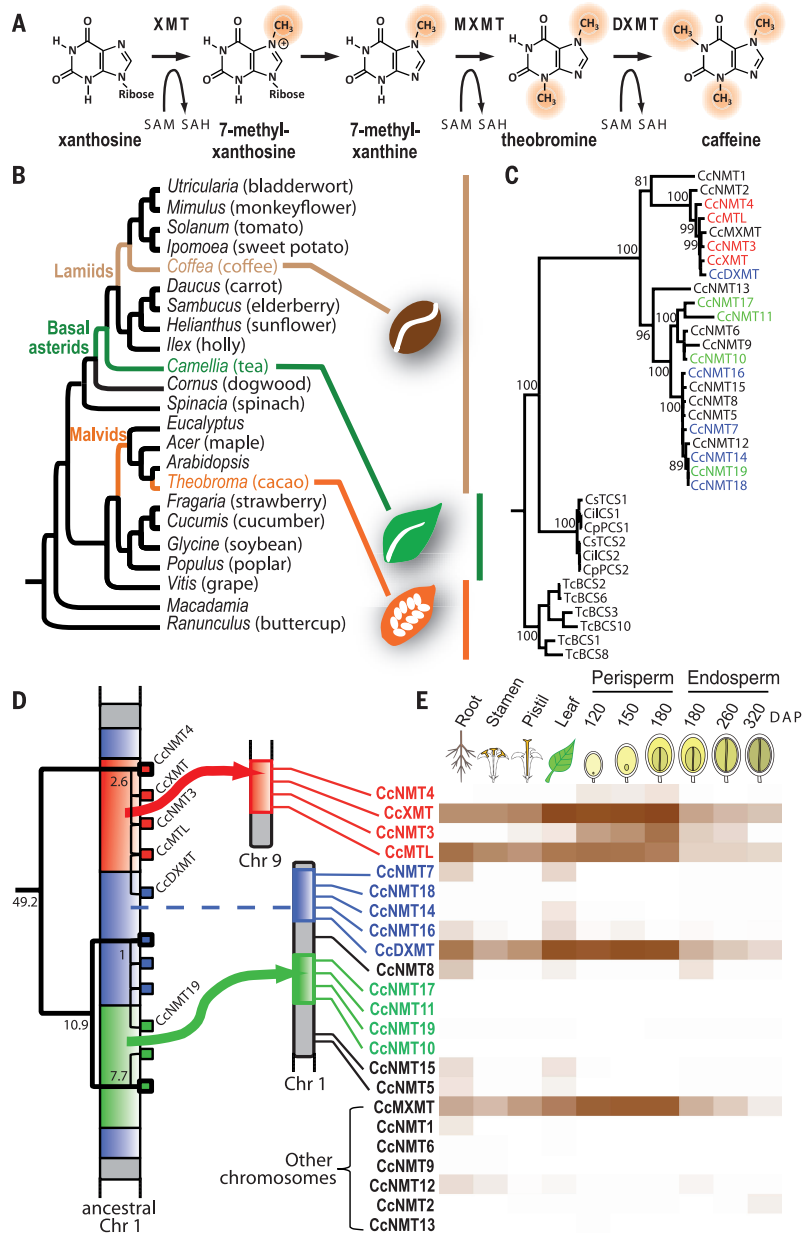 A
XMT
MXMT
DXMT
O
HN
N
O
N
H
N
Ribose
O
CH3
HN
N
+
O
N
H
N
Ribose
O
CH3
HN
N
O
N
H
N
O
CH3
HN
N
O
N
N
CH3
O
CH3
CH3
N
N
O
N
N
CH3
SAM SAH
SAM SAH
SAM SAH
xanthosine
7-methyl-
xanthosine
7-methyl-
xanthine
theobromine
caffeine
B
Utricularia (bladderwort)
Mimulus (monkeyflower)
Solanum (tomato)
Ipomoea (sweet potato)
Lamiids
Coffea (coffee)
Daucus (carrot)
Sambucus (elderberry)
Helianthus (sunflower)
Ilex (holly)
Basal
asterids
Camellia (tea)
Cornus (dogwood)
Spinacia (spinach)
Eucalyptus
Malvids
Acer (maple)
Arabidopsis
Theobroma (cacao)
Fragaria (strawberry)
Cucumis (cucumber)
Glycine (soybean)
Populus (poplar)
Vitis (grape)
Macadamia
Ranunculus (buttercup)
C
81
CcNMT1
CcNMT2
100
CcNMT4
CcMTL
99
CcMXMT
99
CcNMT3
CcXMT
CcDXMT
100
CcNMT13
CcNMT17
100
CcNMT11
96
CcNMT6
CcNMT9
100
CcNMT10
CcNMT16
CcNMT15
CcNMT8
100
CcNMT5
CcNMT7
CcNMT12
89
CcNMT14
CcNMT19
CcNMT18
100
CsTCS1
CilCS1
100
CpPCS1
CsTCS2
CilCS2
CpPCS2
TcBCS2
TcBCS6
TcBCS3
TcBCS10
100
TcBCS1
TcBCS8
D
CcNMT4
2.6
CcXMT
CcNMT3
CcMTL
CcDXMT
49.2
1
10.9
CcNMT19
7.7
ancestral
Chr 1
Chr 9
Chr 1
E
Root
Stamen
Pistil
Leaf
Perisperm
120
150
180
Endosperm
180
260
320
DAP
CcNMT4
CcXMT
CcNMT3
CcMTL
CcNMT7
CcNMT18
CcNMT14
CcNMT16
CcDXMT
CcNMT8
CcNMT17
CcNMT11
CcNMT19
CcNMT10
CcNMT15
CcNMT5
CcMXMT
CcNMT1
CcNMT6
CcNMT9
CcNMT12
CcNMT2
CcNMT13
Other
chromosomes